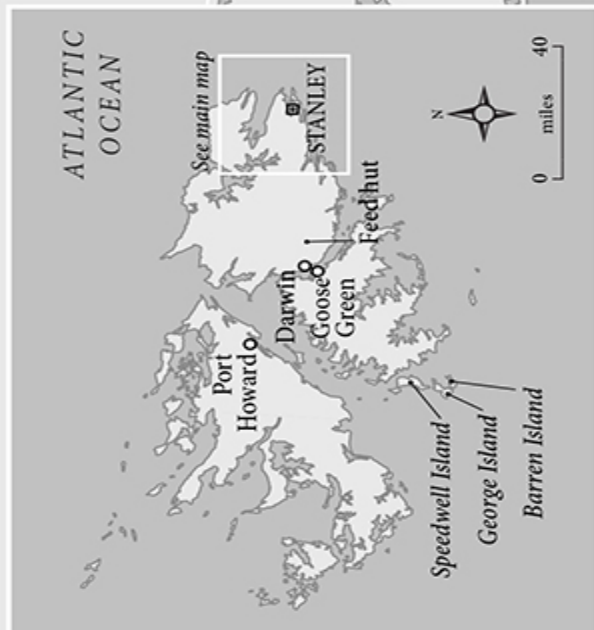 ATLANTIC
OCEAN
See main map
STANLEY
N
0
miles
40
Port
Howard
Darwin
Goose
Green
Feed hut
Speedwell Island
George Island
Barren Island